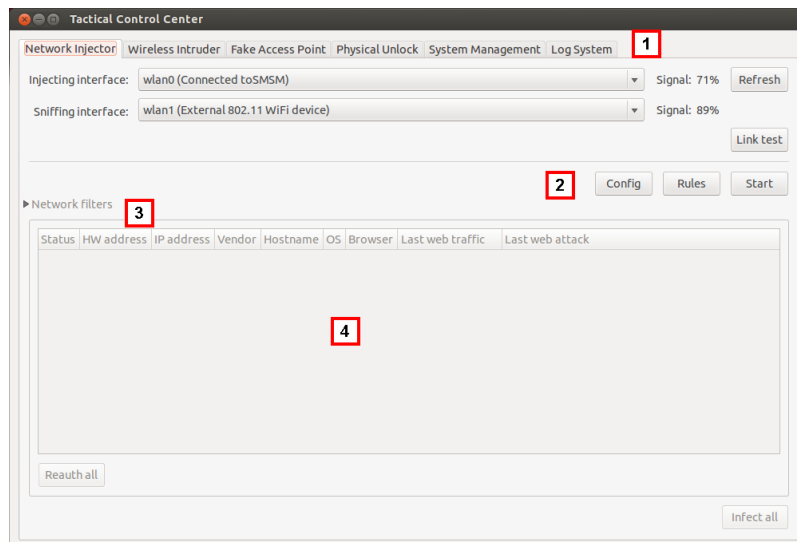 Tactical Control Center
Network Injector Wireless Intruder Fake Access Point Physical Unlock System Management Log System 1
Injecting interface: wlan0 (Connected toSMSM) Signal: 71% Refresh
Sniffing interface: wlan1 (External 802.11 WiFi device) Signal: 89%
Link test
2 Config Rules Start
Network filters
3
Status HW address IP address Vendor Hostname OS Browser Last web traffic Last web attack
4
Reauth all
Infect all